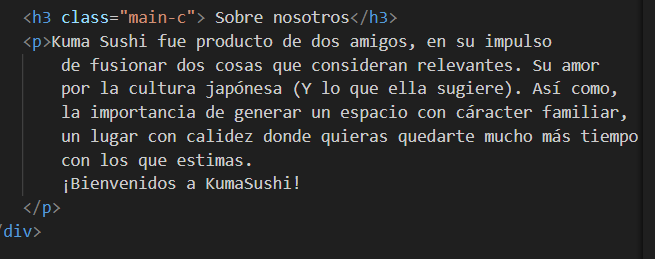 <h3 class="main-c"> Sobre nosotros</h3>
<p>Kuma Sushi fue producto de dos amigos, en su impulso
de fusionar dos cosas que consideran relevantes. Su amor
por la cultura japónesa (Y lo que ella sugiere). Así como,
la importancia de generar un espacio con cáracter familiar,
un lugar con calidez donde quieras quedarte mucho más tiempo
con los que estimas.
¡Bienvenidos a KumaSushi!
</p>
/div>